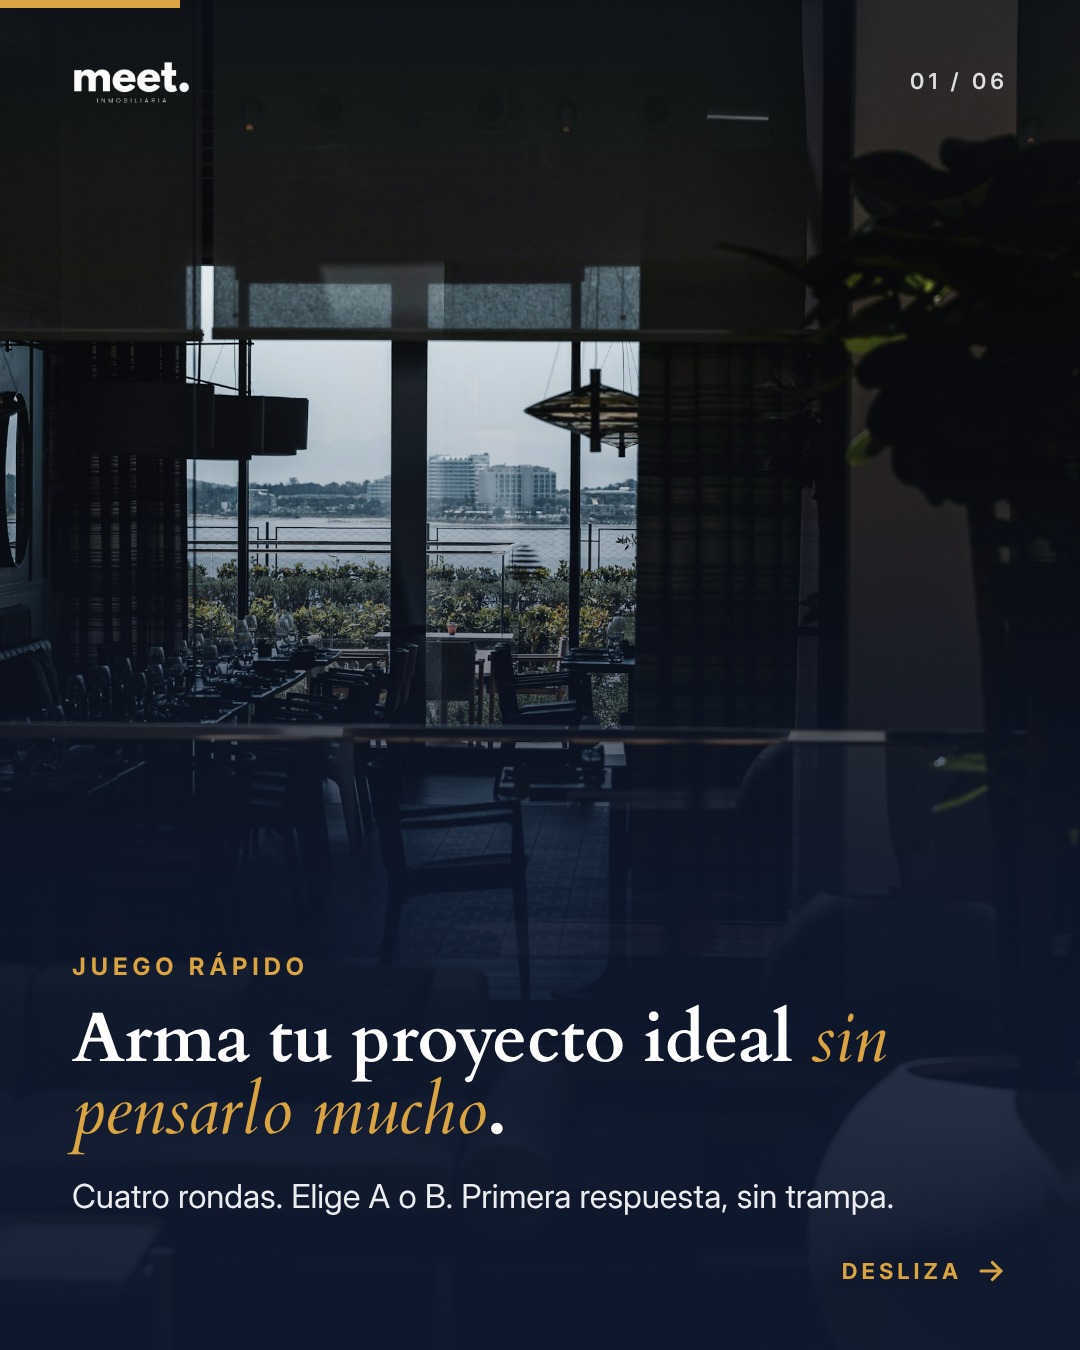 meet.
INMOBILIARIA
01 / 06
JUEGO RÁPIDO
Arma tu proyecto ideal sin
pensarlo mucho.
Cuatro rondas. Elige A o B. Primera respuesta, sin trampa.
DESLIZA →